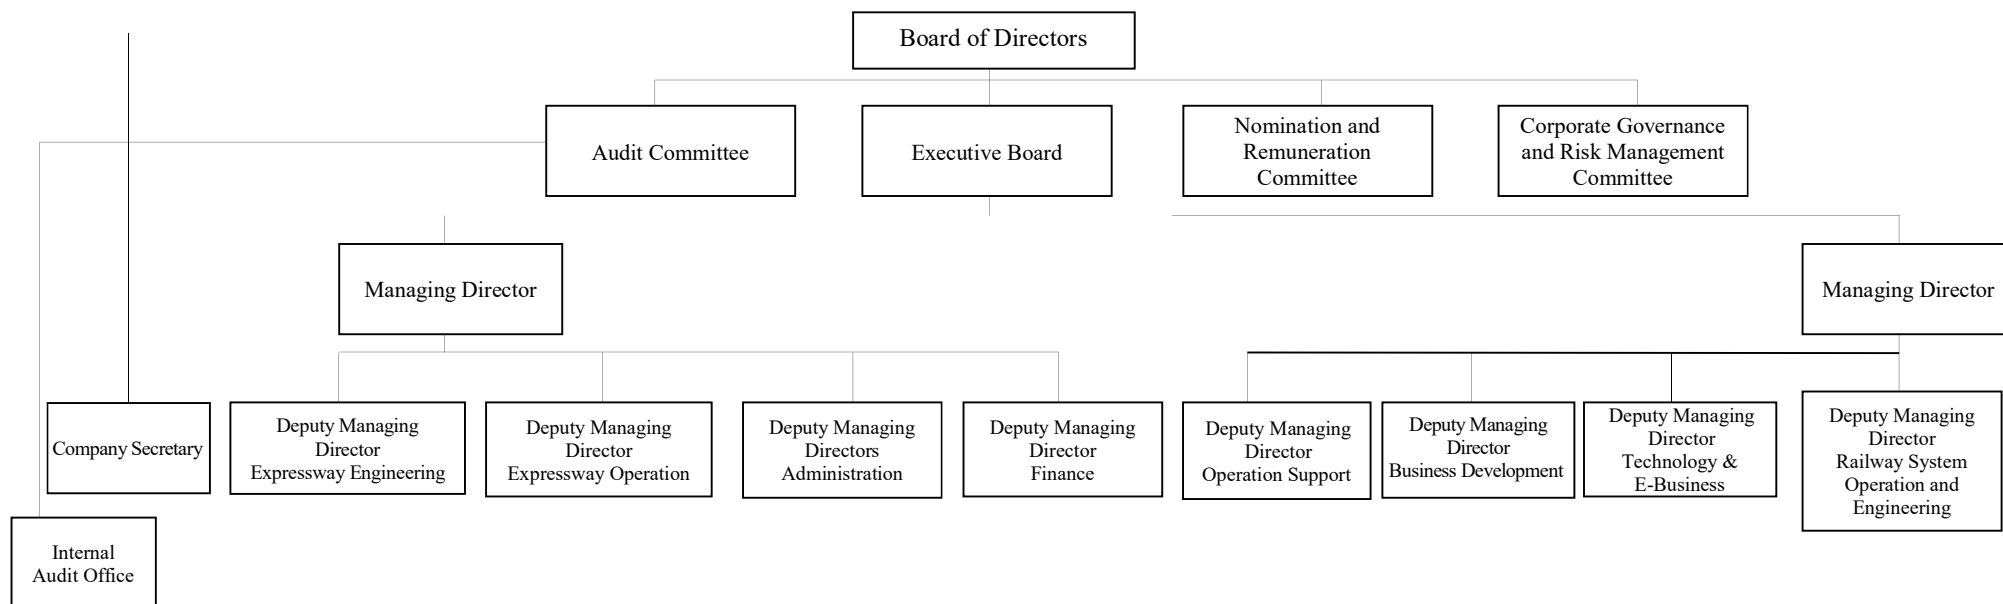 Board of Directors
Audit Committee
Executive Board
Nomination and
Remuneration
Committee
Corporate Governance
and Risk Management
Committee
Managing Director
Managing Director
Company Secretary
Deputy Managing
Director
Expressway Engineering
Deputy Managing
Director
Expressway Operation
Deputy Managing
Directors
Administration
Deputy Managing
Director
Finance
Deputy Managing
Director
Operation Support
Deputy Managing
Director
Business Development
Deputy Managing
Director
Technology &
E-Business
Deputy Managing
Director
Railway System
Operation and
Engineering
Internal
Audit Office